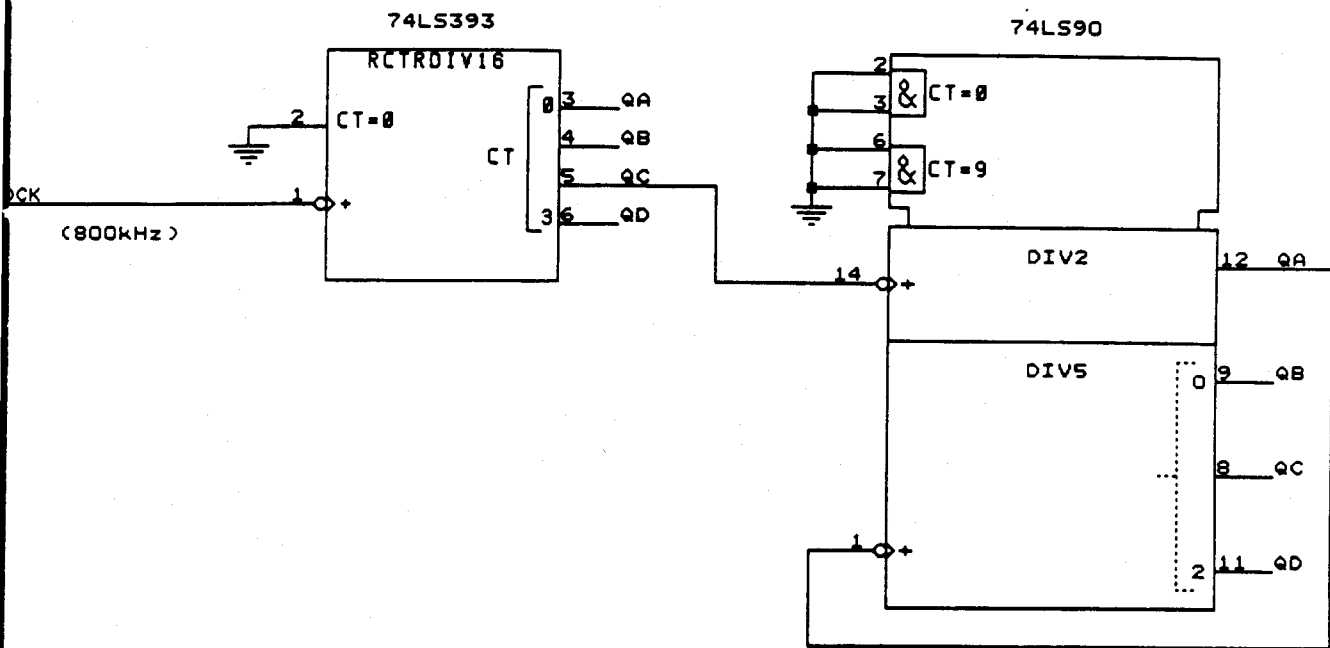 74LS393
RCTRDIV16
2 CT=0
CT
0 3 QA
4 QB
5 QC
3 6 QD
OCK 1 +
(800kHz)
74LS90
2
3 & CT=0
6
7 & CT=9
DIV2
14 +
12 QA
DIV5
0 9 QB
8 QC
1 +
2 11 QD